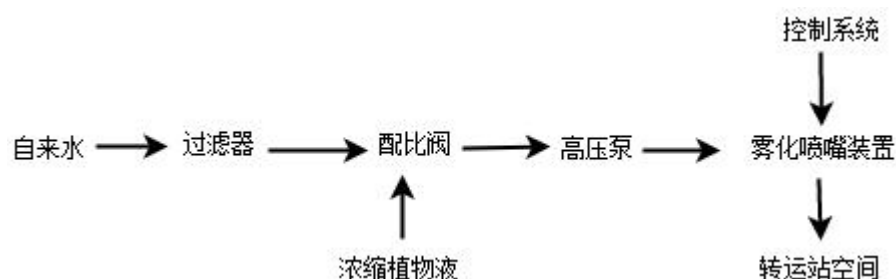 控制系统
自来水
过滤器
配比阀
高压泵
雾化喷嘴装置
浓缩植物液
转运站空间